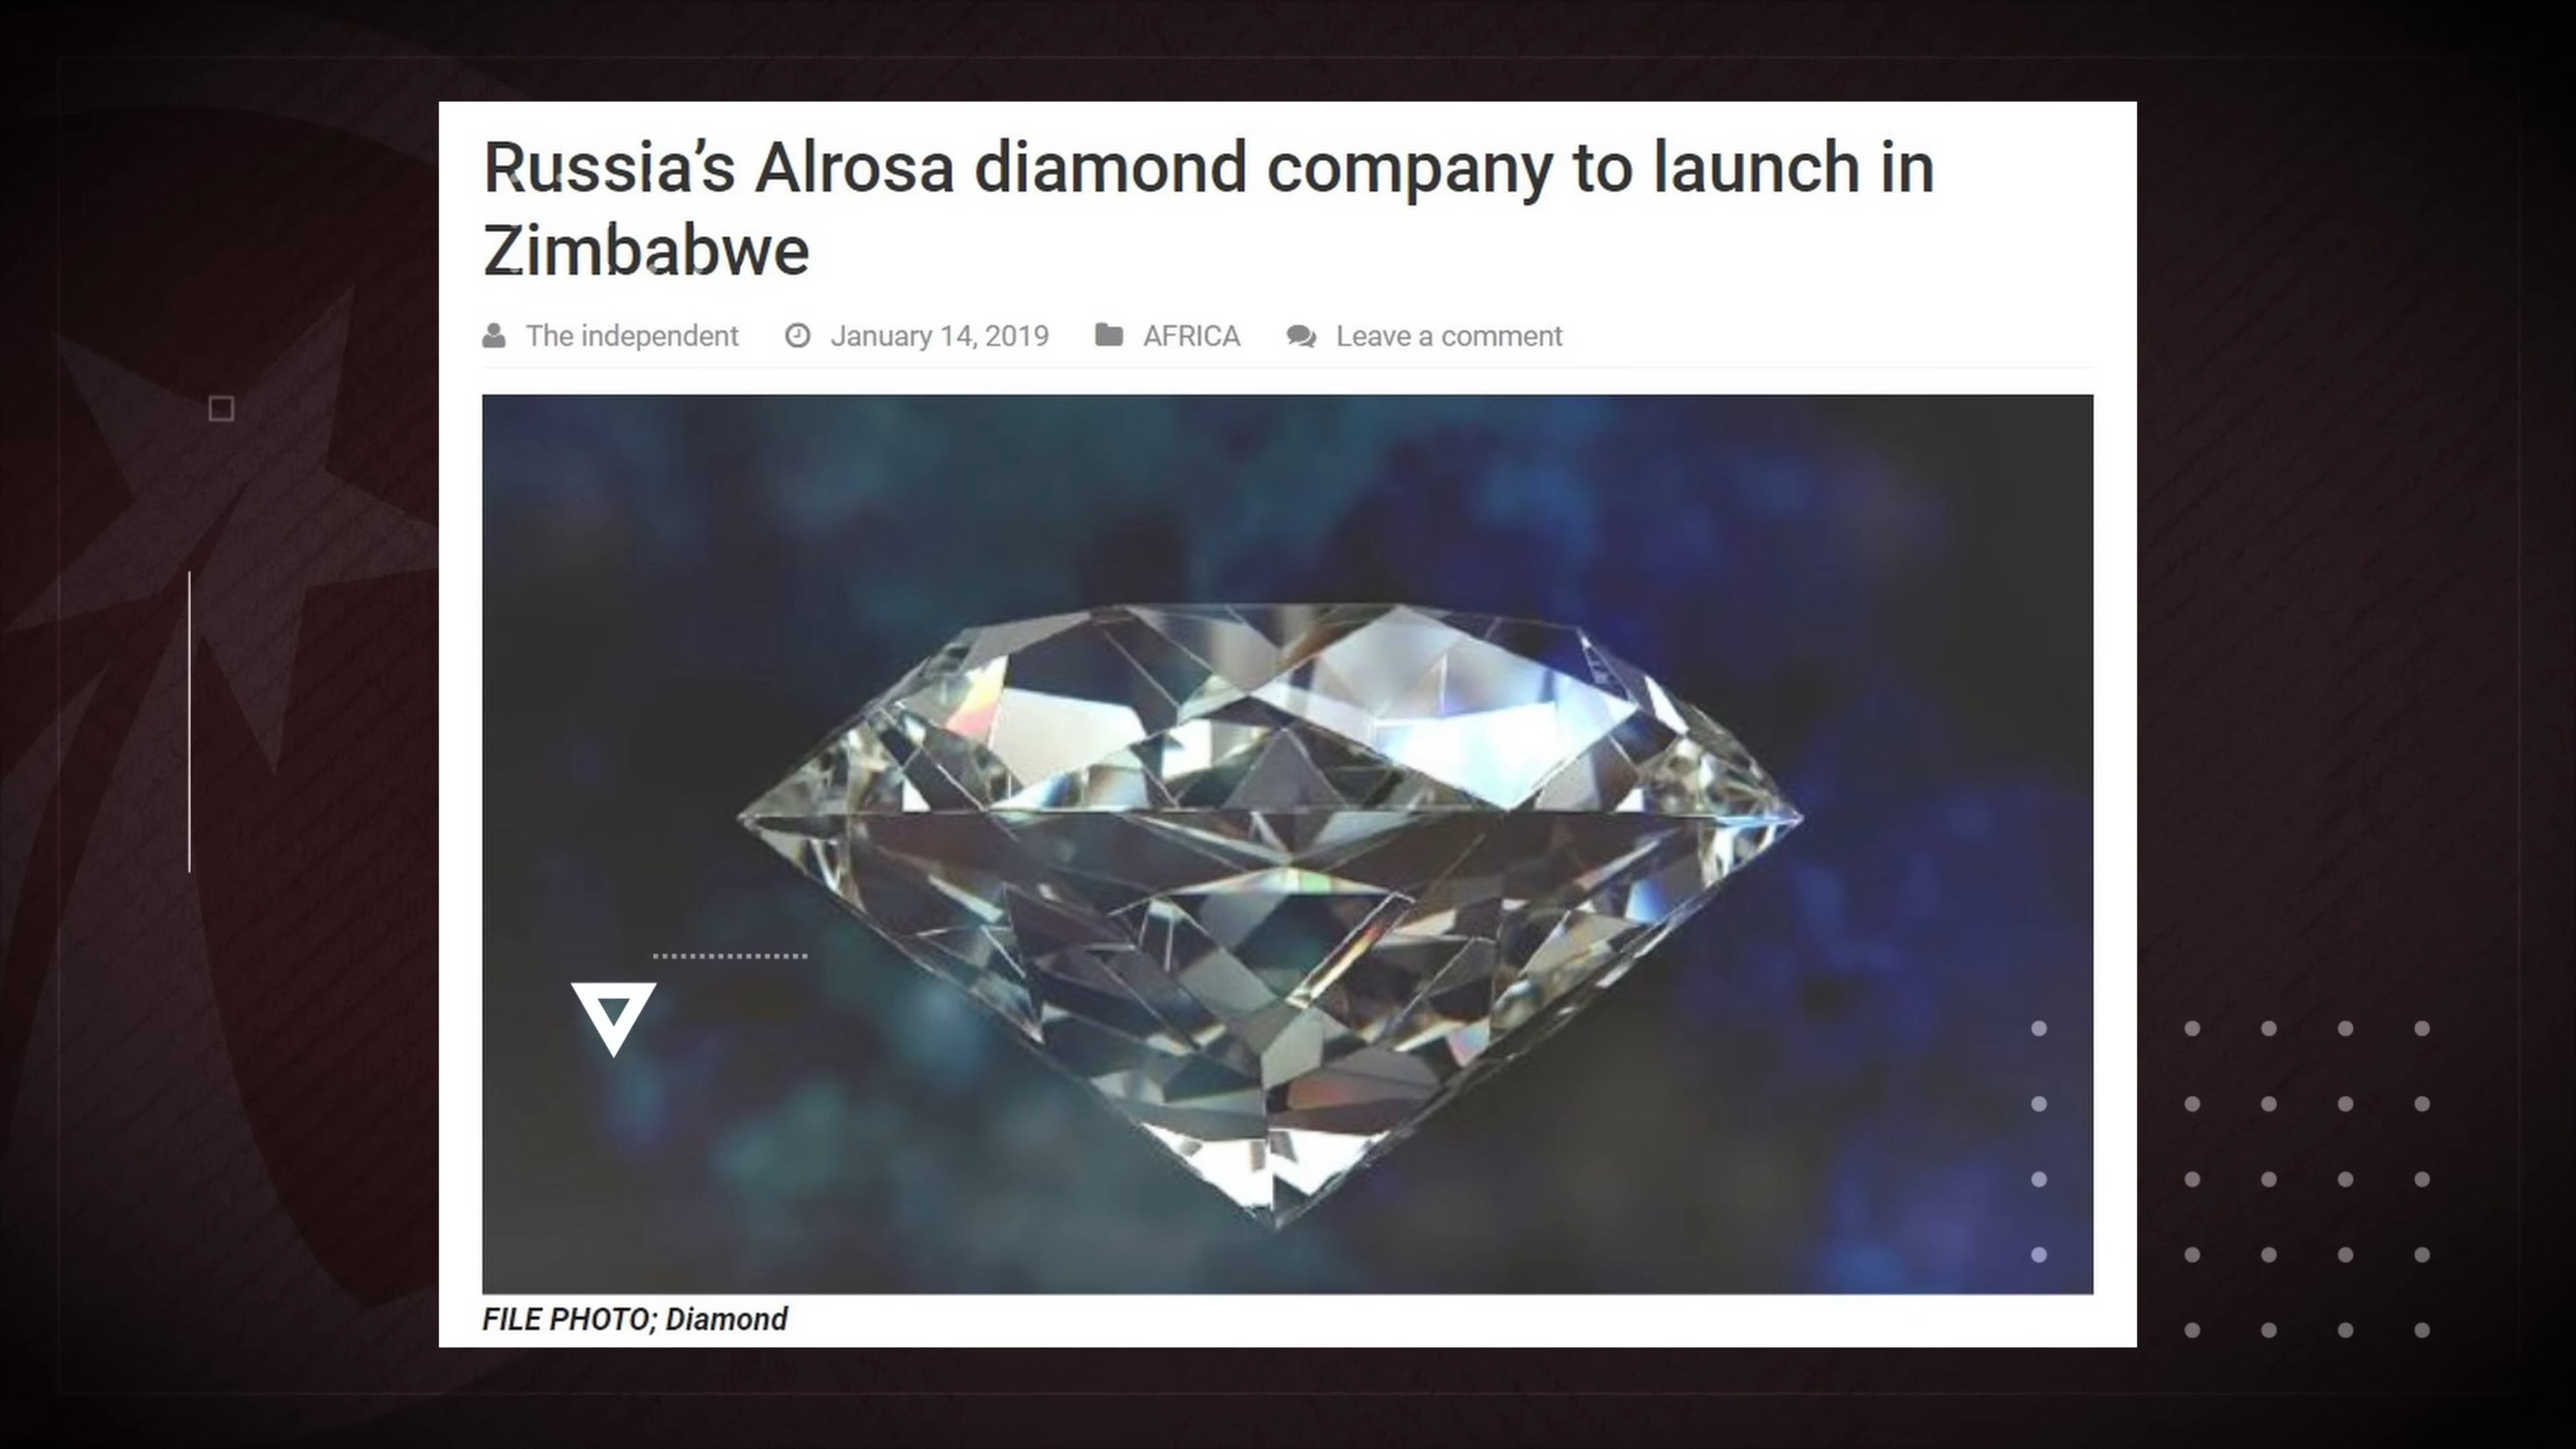 Russia’s Alrosa diamond company to launch in
Zimbabwe
The independent January 14, 2019 AFRICA Leave a comment
FILE PHOTO; Diamond